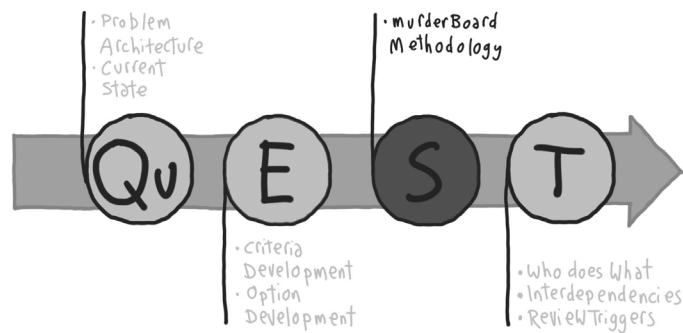 • Problem
Architecture
• Current
State
• murderBoard
Methodology
Qu E S T
• criteria
Development
• Option
Development
• Who does What
• Interdependencies
• Review Triggers